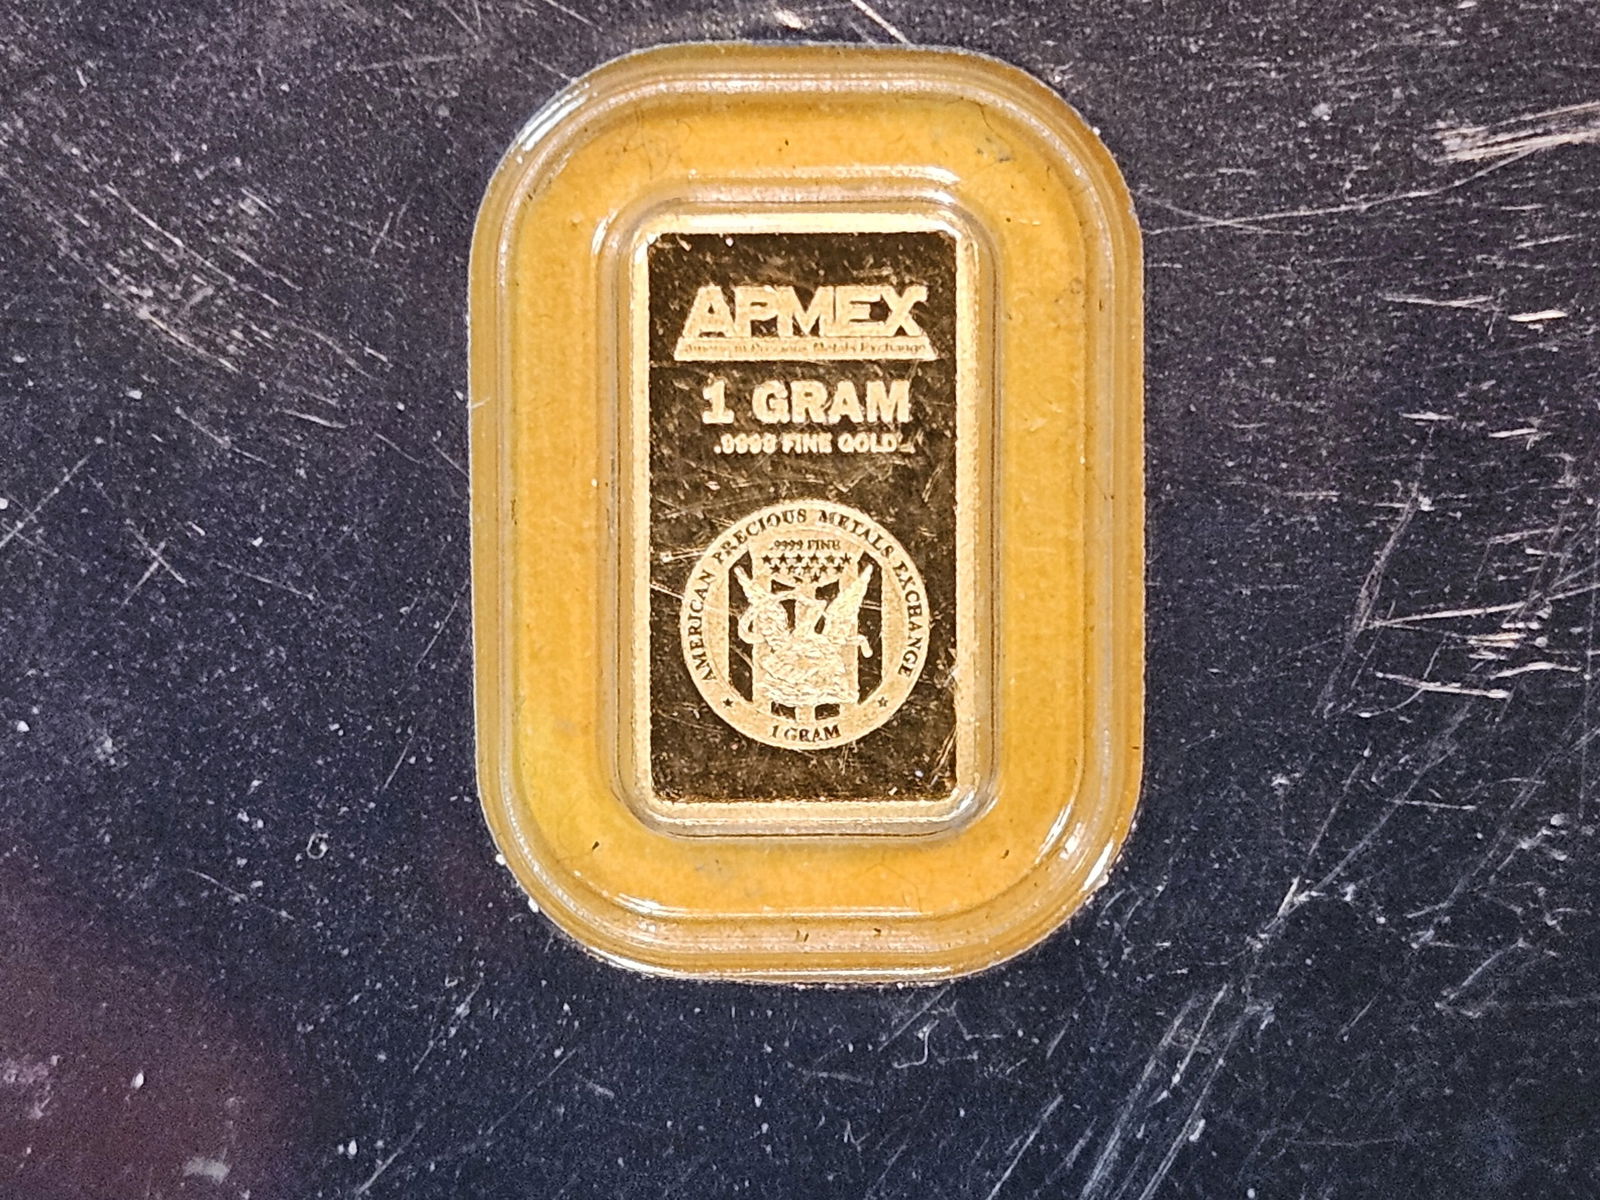 APMEX
American Precious Metals Exchange
1 GRAM
.9999 FINE GOLD
AMERICAN PRECIOUS METALS EXCHANGE
.9999 FINE
1 GRAM